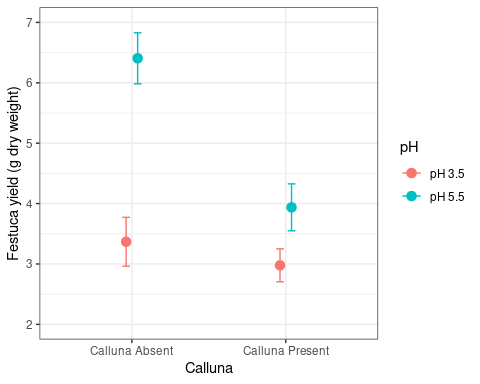 7
6
5
4
3
2
Festuca yield (g dry weight)
Calluna Absent
Calluna Present
Calluna
pH
pH 3.5
pH 5.5